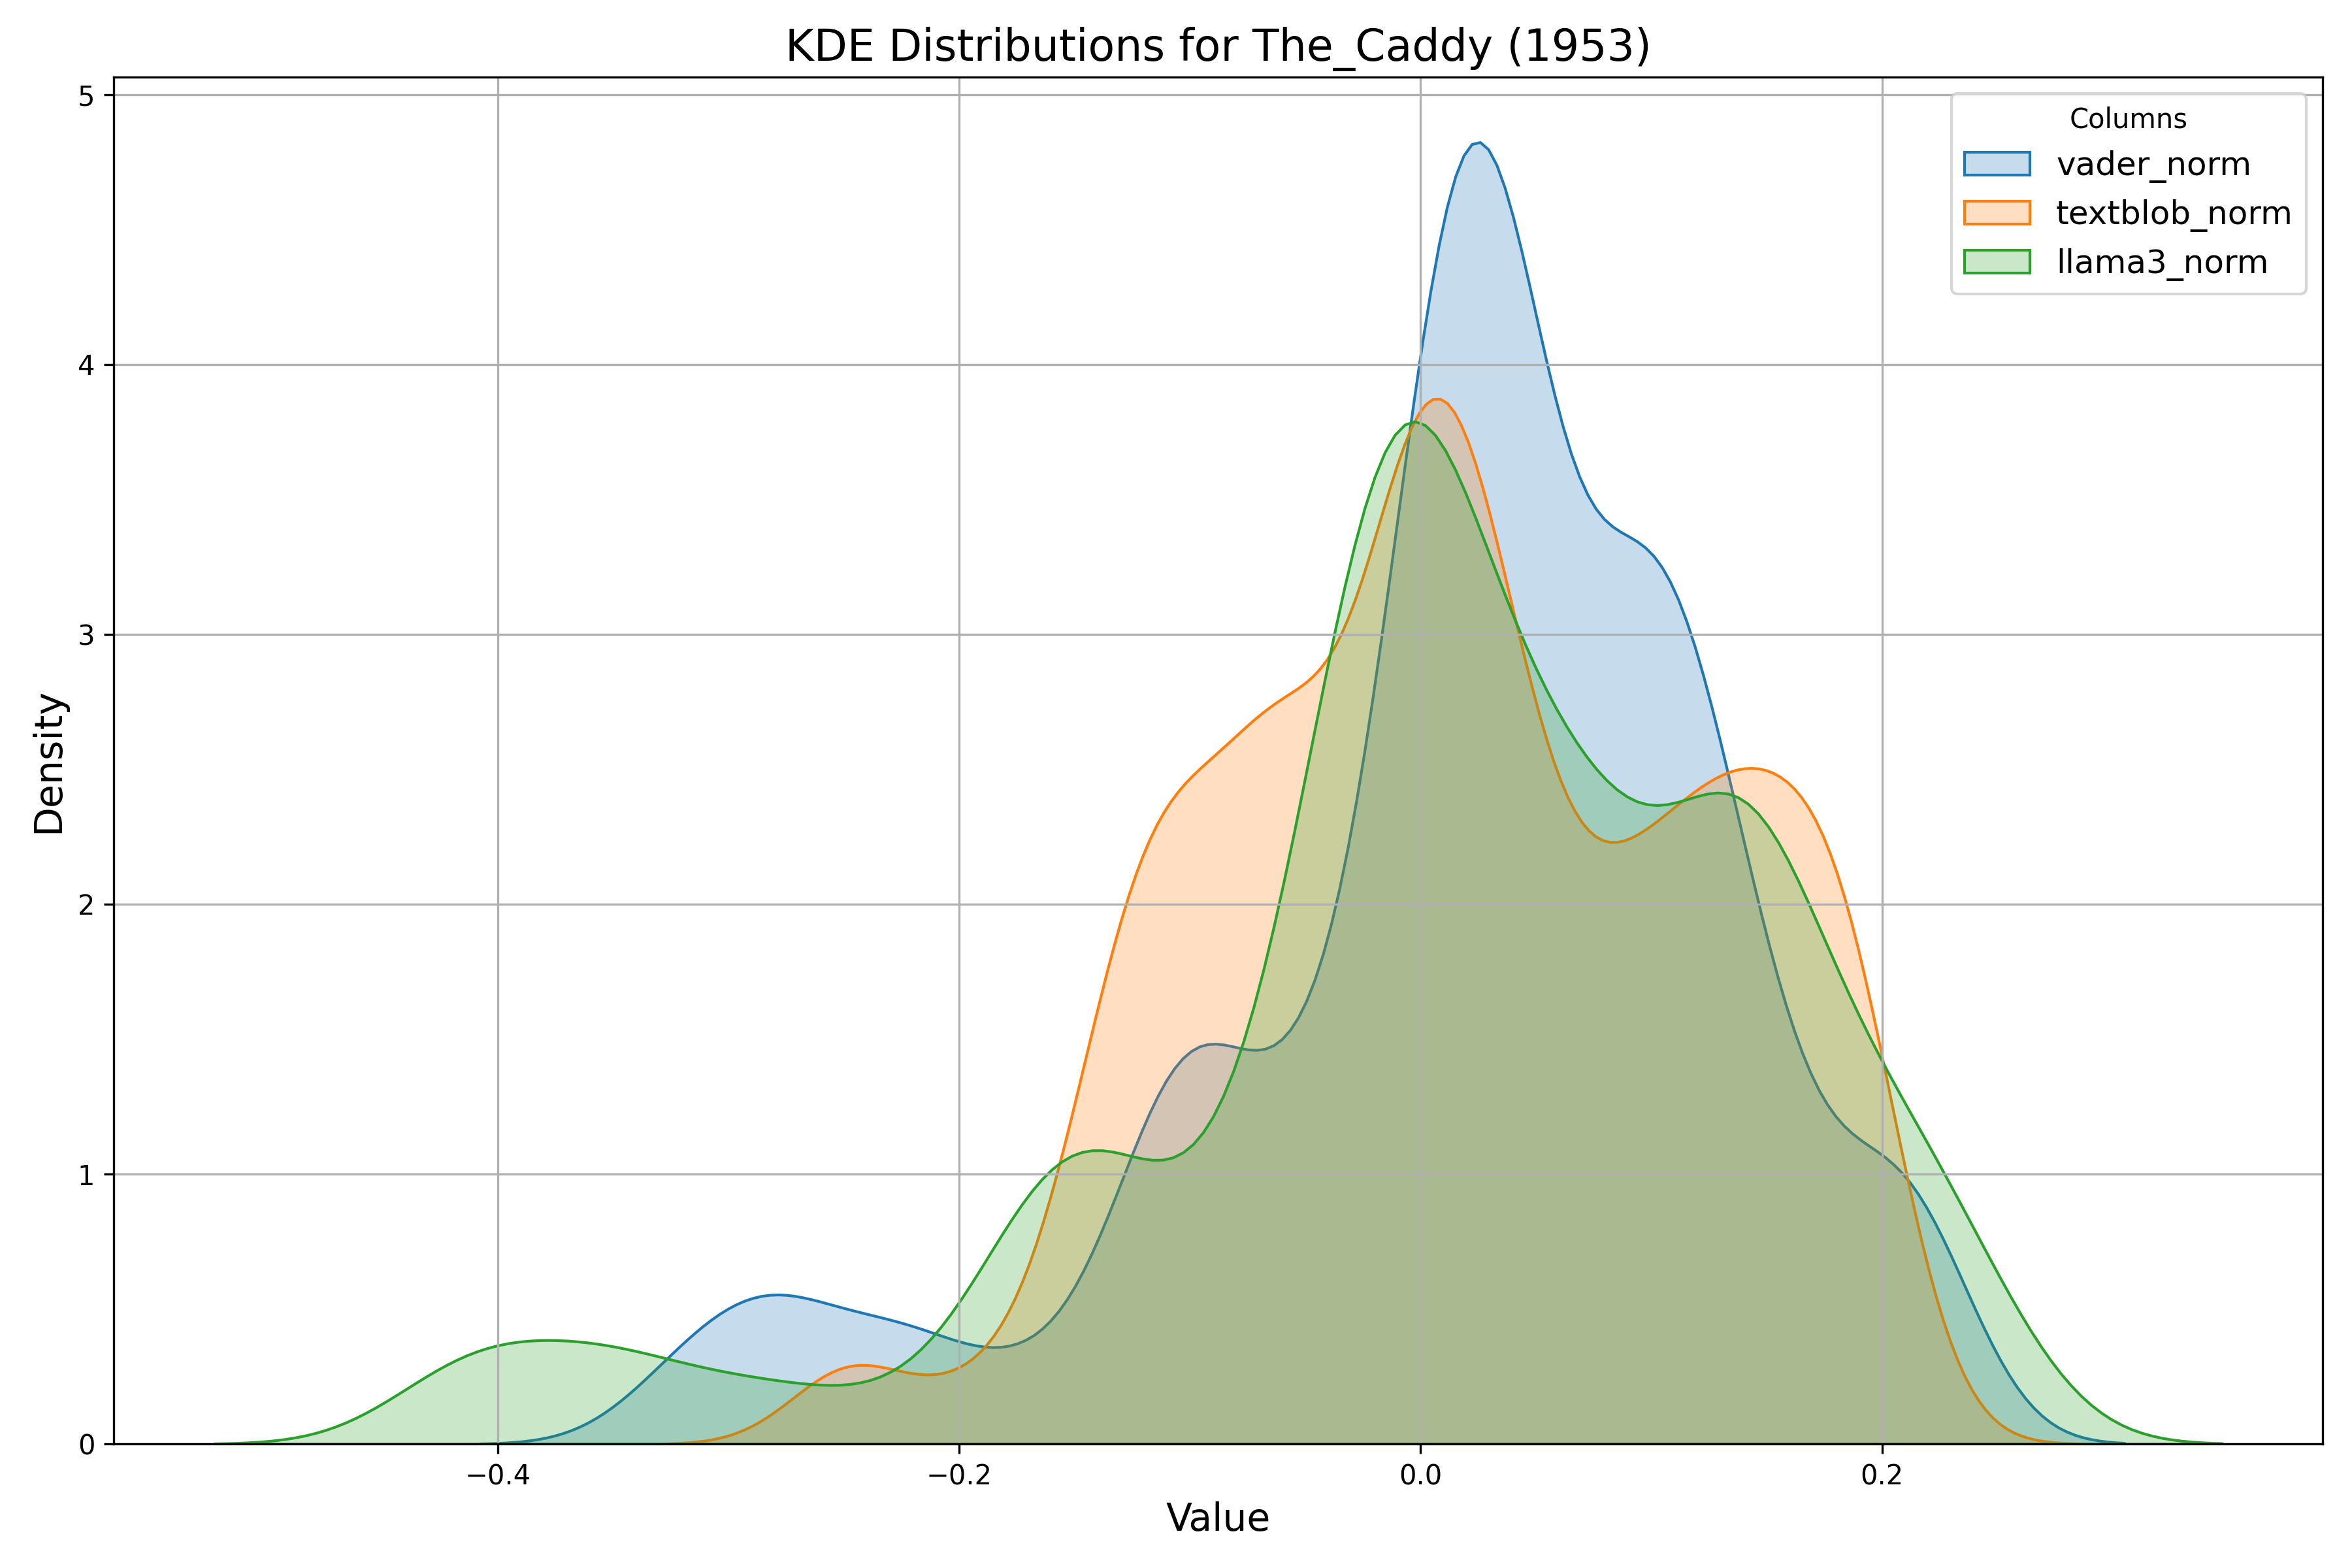 KDE Distributions for The_Caddy (1953)
Columns
vader_norm
textblob_norm
llama3_norm
Density
5
4
3
2
1
0
−0.4
−0.2
0.0
0.2
Value